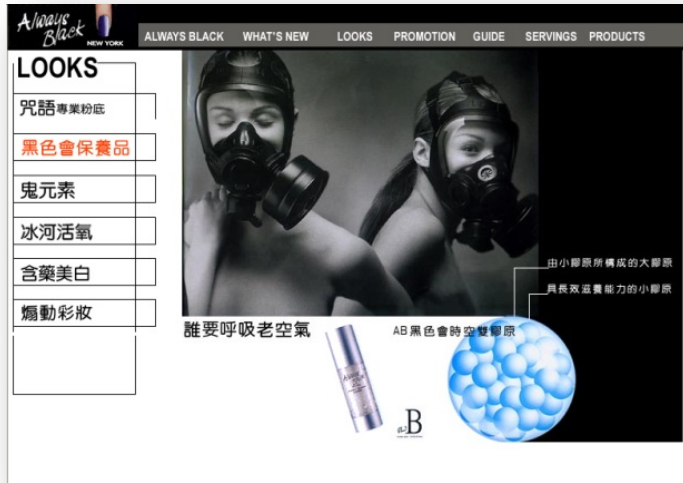 Always
Black
NEW YORK
ALWAYS BLACK WHAT'S NEW LOOKS PROMOTION GUIDE SERVINGS PRODUCTS
LOOKS
咒語專業粉底
黑色會保養品
鬼元素
冰河活氧
含藥美白
煽動彩妝
由小膠原所構成的大膠原
具長效滋養能力的小膠原
誰要呼吸老空氣
AB黑色會時空雙膠原
Always
B